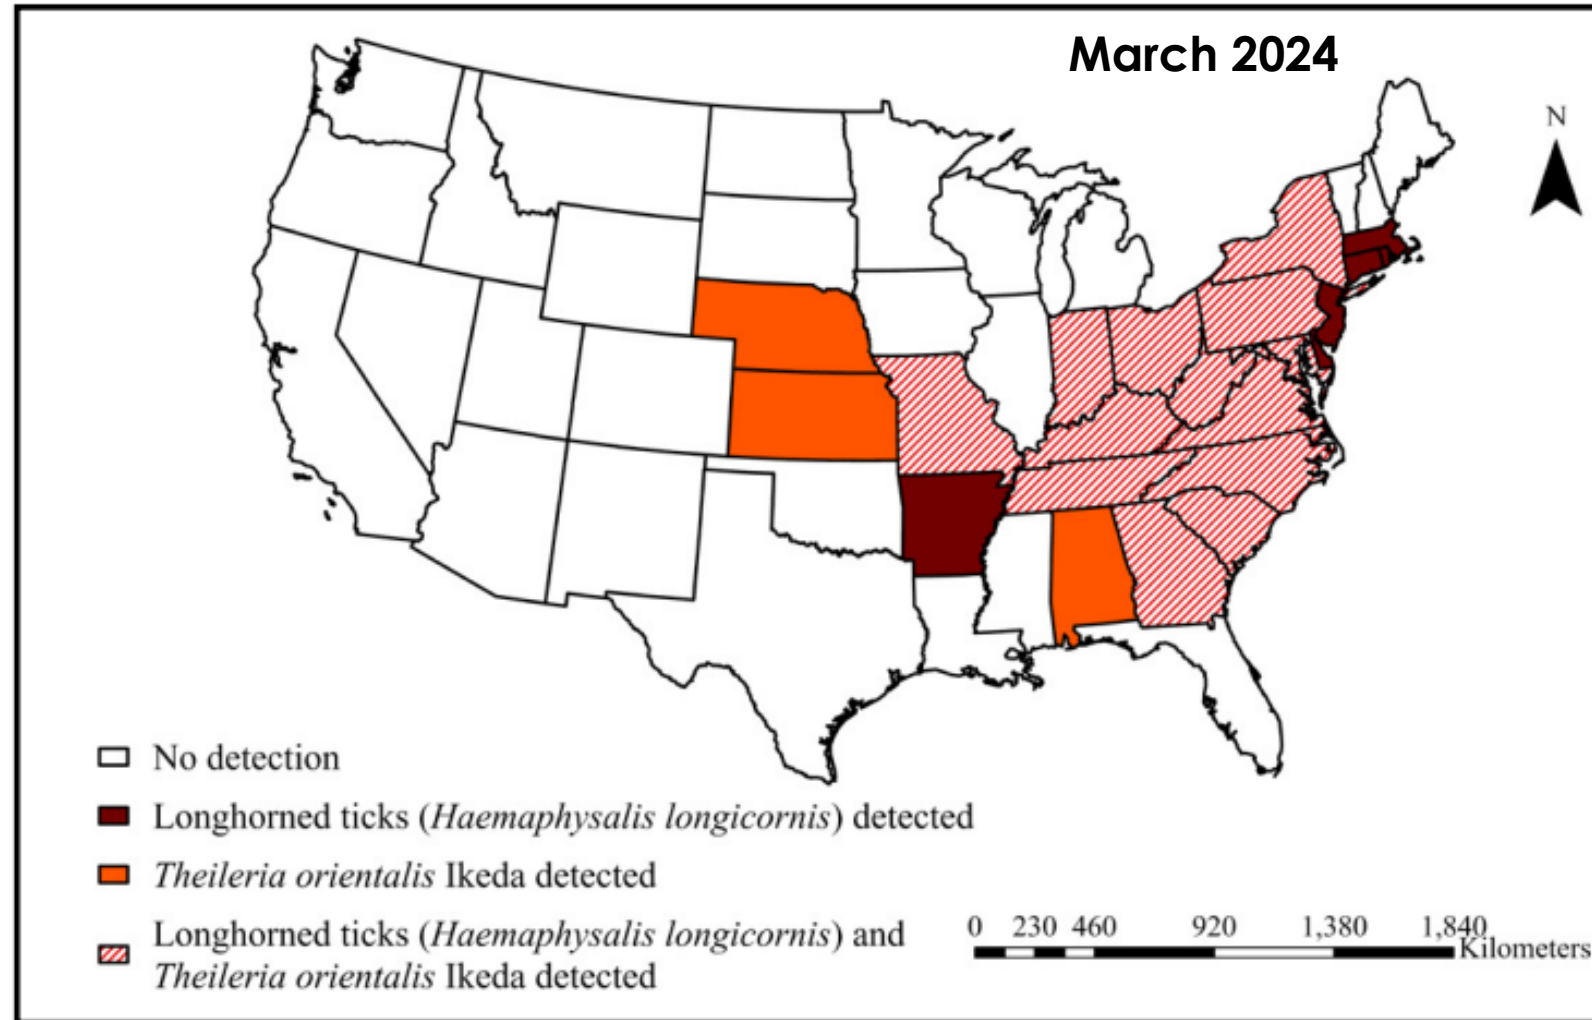 March 2024
N
No detection
Longhorned ticks (Haemaphysalis longicornis) detected
Theileria orientalis Ikeda detected
Longhorned ticks (Haemaphysalis longicornis) and
Theileria orientalis Ikeda detected
0 230 460 920 1,380 1,840
Kilometers